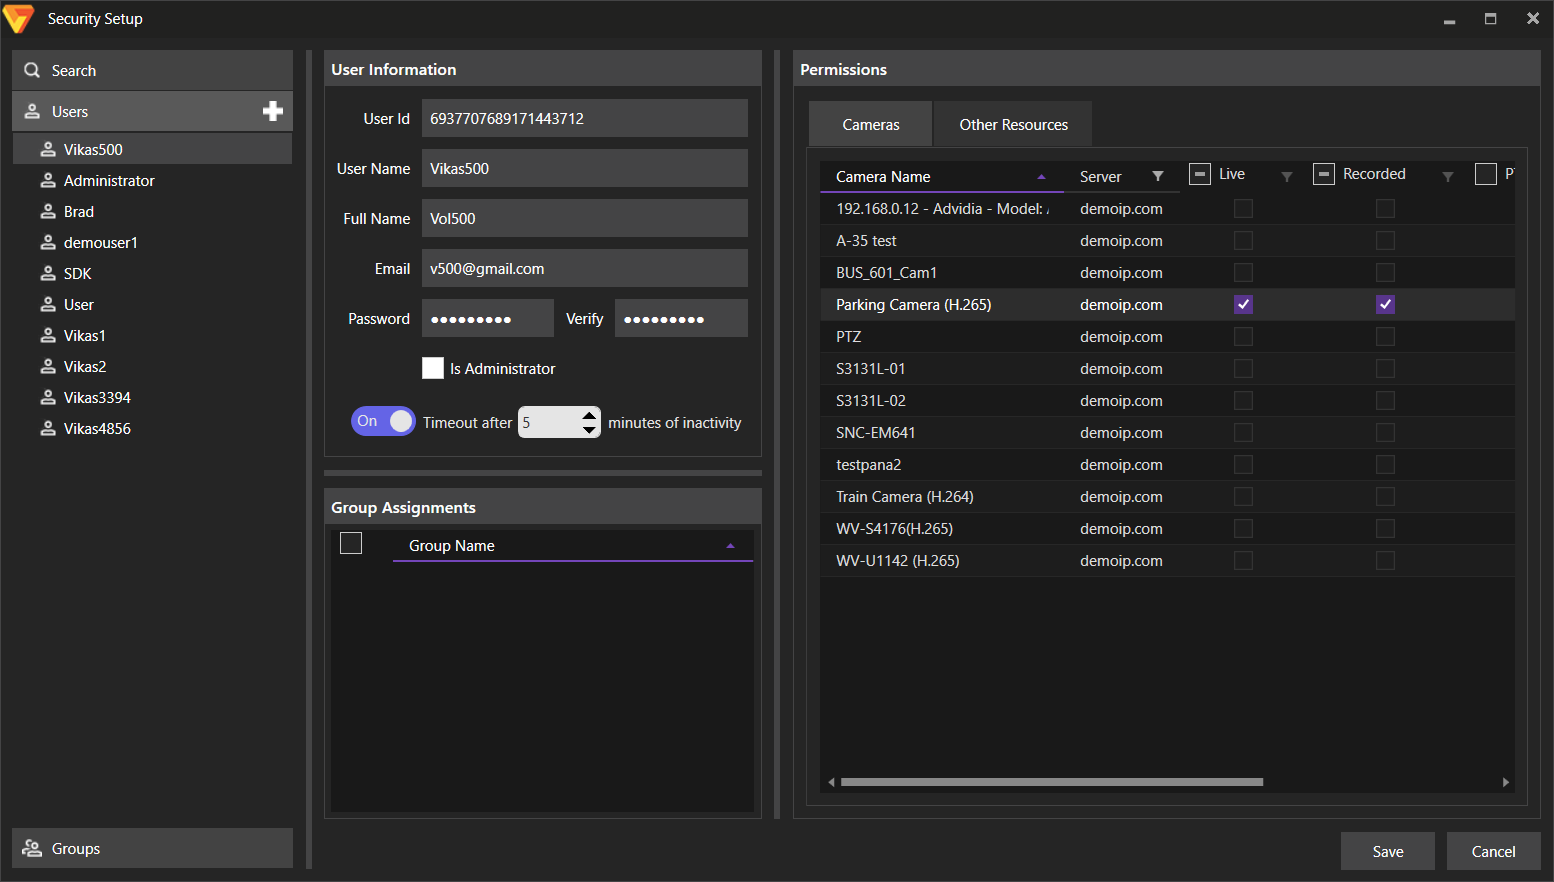 Security Setup
Search
Users
Vikas500
Administrator
Brad
demouser1
SDK
User
Vikas1
Vikas2
Vikas3394
Vikas4856
Groups
User Information
User Id 6937707689171443712
User Name Vikas500
Full Name Vol500
Email v500@gmail.com
Password ●●●●●●●●● Verify ●●●●●●●●●
Is Administrator
On Timeout after 5 minutes of inactivity
Group Assignments
Group Name
Permissions
Cameras Other Resources
Camera Name Server Live Recorded
192.168.0.12 - Advidia - Model: demoip.com
A-35 test demoip.com
BUS_601_Cam1 demoip.com
Parking Camera (H.265) demoip.com
PTZ demoip.com
S3131L-01 demoip.com
S3131L-02 demoip.com
SNC-EM641 demoip.com
testpana2 demoip.com
Train Camera (H.264) demoip.com
WV-S4176(H.265) demoip.com
WV-U1142 (H.265) demoip.com
Save Cancel